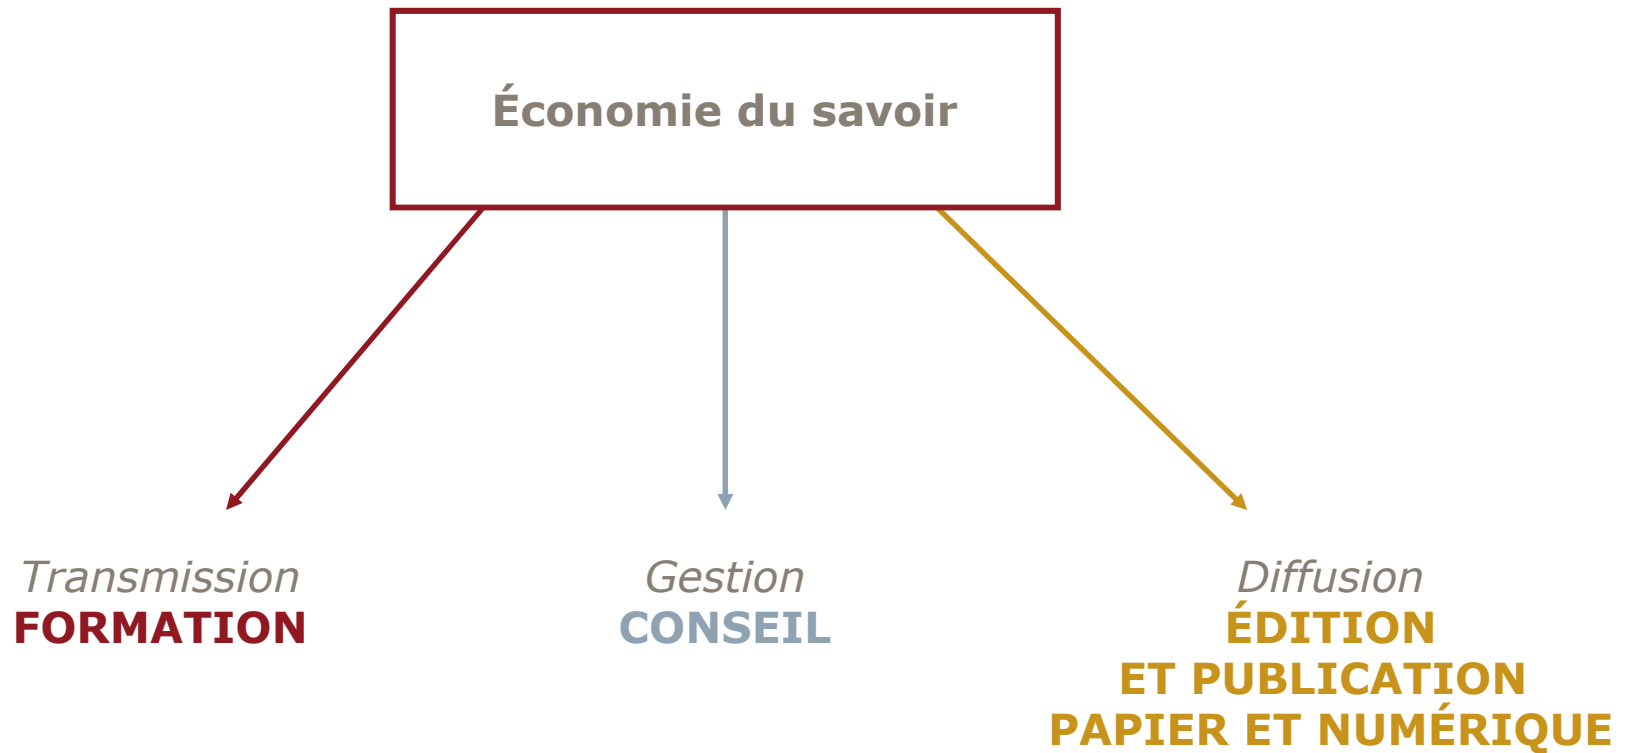 Économie du savoir
Transmission
FORMATION
Gestion
CONSEIL
Diffusion
ÉDITION
ET PUBLICATION
PAPIER ET NUMÉRIQUE